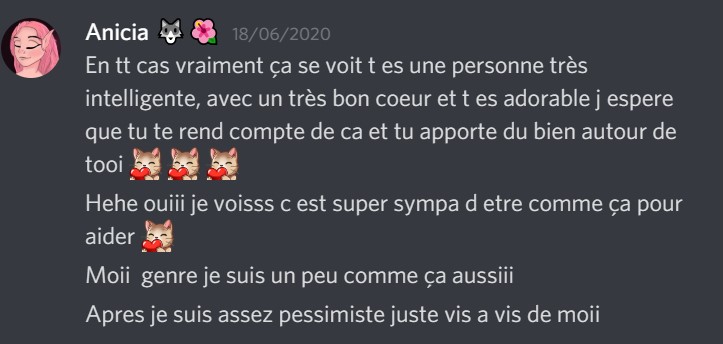 Anicia 🐺 🌺 18/06/2020
En tt cas vraiment ça se voit t es une personne très
intelligente, avec un très bon coeur et t es adorable j espere
que tu te rend compte de ca et tu apporte du bien autour de
tooi
Hehe ouiii je voisss c est super sympa d etre comme ça pour
aider
Moii genre je suis un peu comme ça aussiii
Apres je suis assez pessimiste juste vis a vis de moii